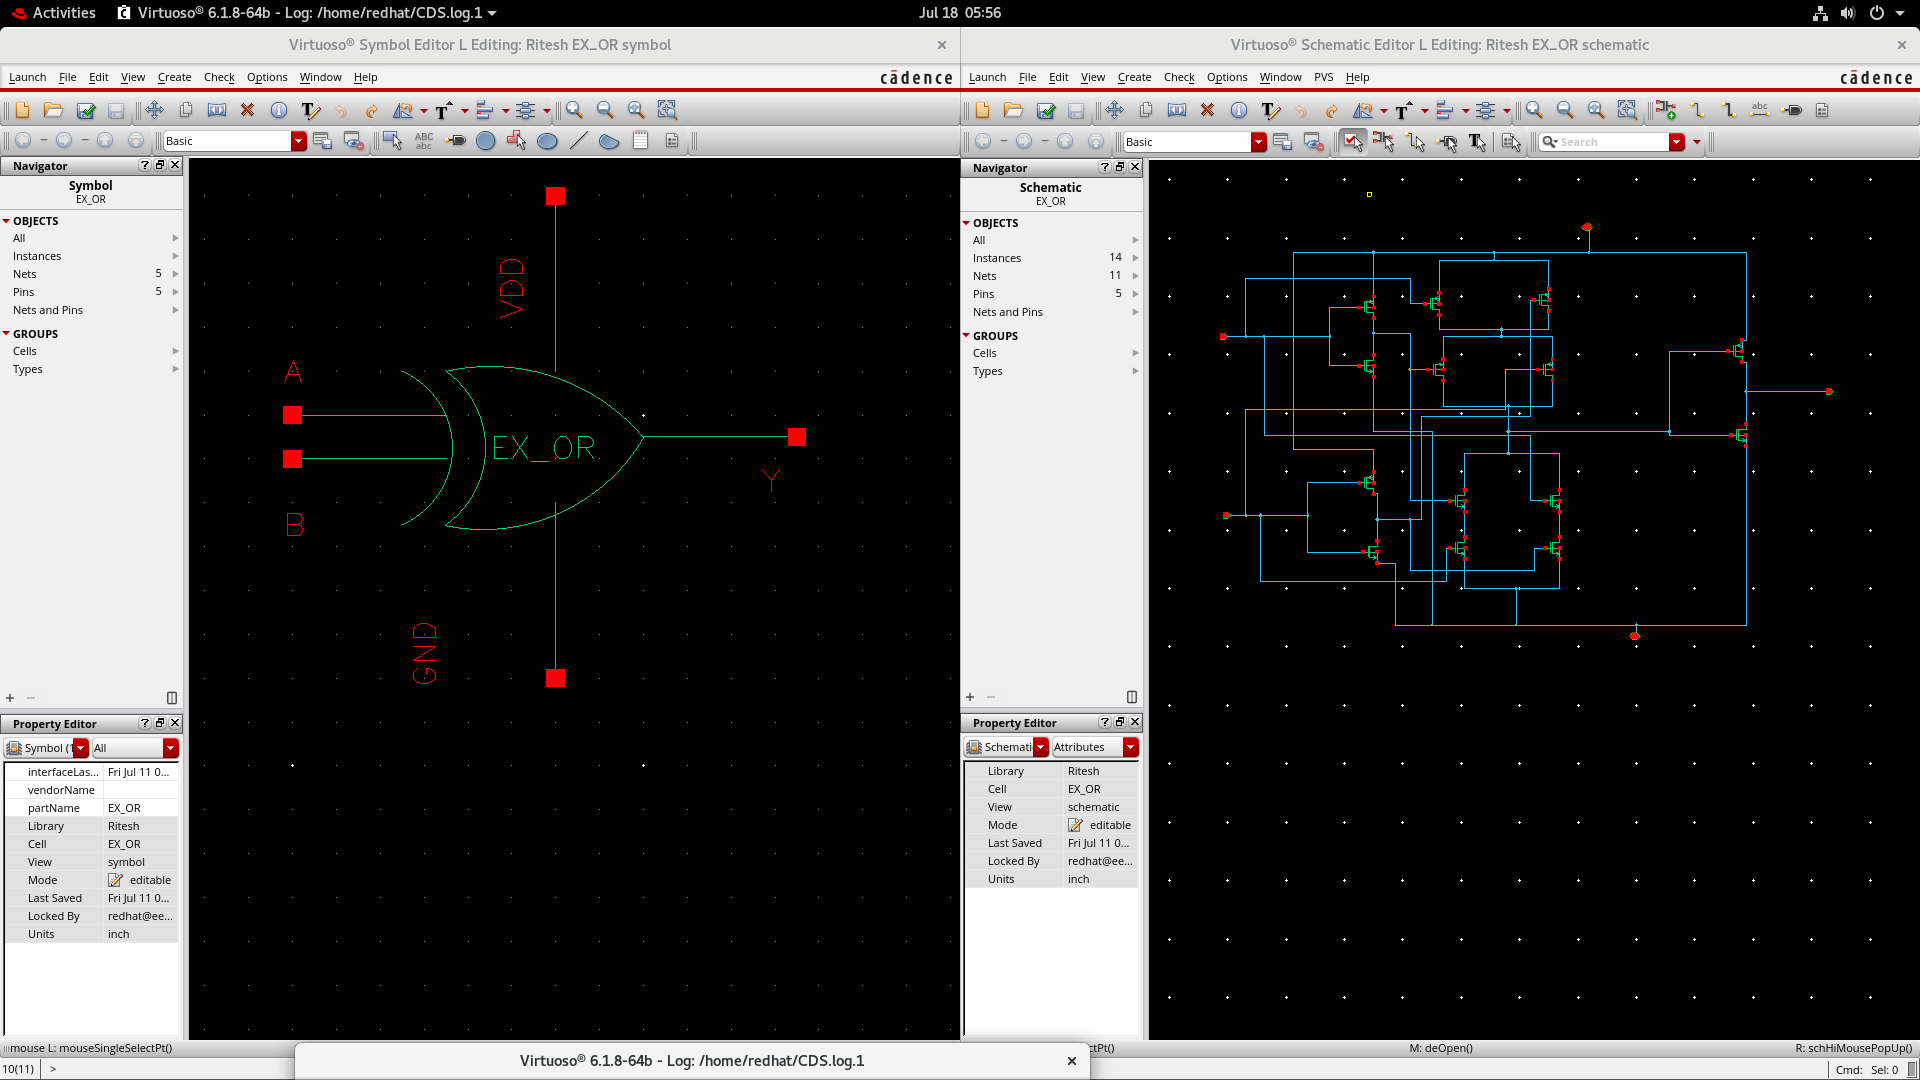 Activities
Virtuoso® 6.1.8-64b - Log: /home/redhat/CDS.log.1
Jul 18 05:56
Virtuoso® Symbol Editor L Editing: Ritesh EX_OR symbol
Launch File Edit View Create Check Options Window Help
cādence
Basic
ABC
abc
Navigator
Symbol
EX_OR
OBJECTS
All
Instances
Nets 5
Pins 5
Nets and Pins
GROUPS
Cells
Types
Property Editor
Symbol (1 All
interfaceLas... Fri Jul 11 0...
vendorName
partName EX_OR
Library Ritesh
Cell EX_OR
View symbol
Mode editable
Last Saved Fri Jul 11 0...
Locked By redhat@ee...
Units inch
VDD
A
EX_OR
Y
B
GND
mouse L: mouseSingleSelectPt()
10(11) >
Virtuoso® Schematic Editor L Editing: Ritesh EX_OR schematic
Launch File Edit View Create Check Options Window PVS Help
cādence
abc
Basic
Search
Navigator
Schematic
EX_OR
OBJECTS
All
Instances 14
Nets 11
Pins 5
Nets and Pins
GROUPS
Cells
Types
Property Editor
Schemati Attributes
Library Ritesh
Cell EX_OR
View schematic
Mode editable
Last Saved Fri Jul 11 0...
Locked By redhat@ee...
Units inch
ctPt() M: deOpen() R: schHiMousePopUp()
Cmd: Sel: 0
Virtuoso® 6.1.8-64b - Log: /home/redhat/CDS.log.1